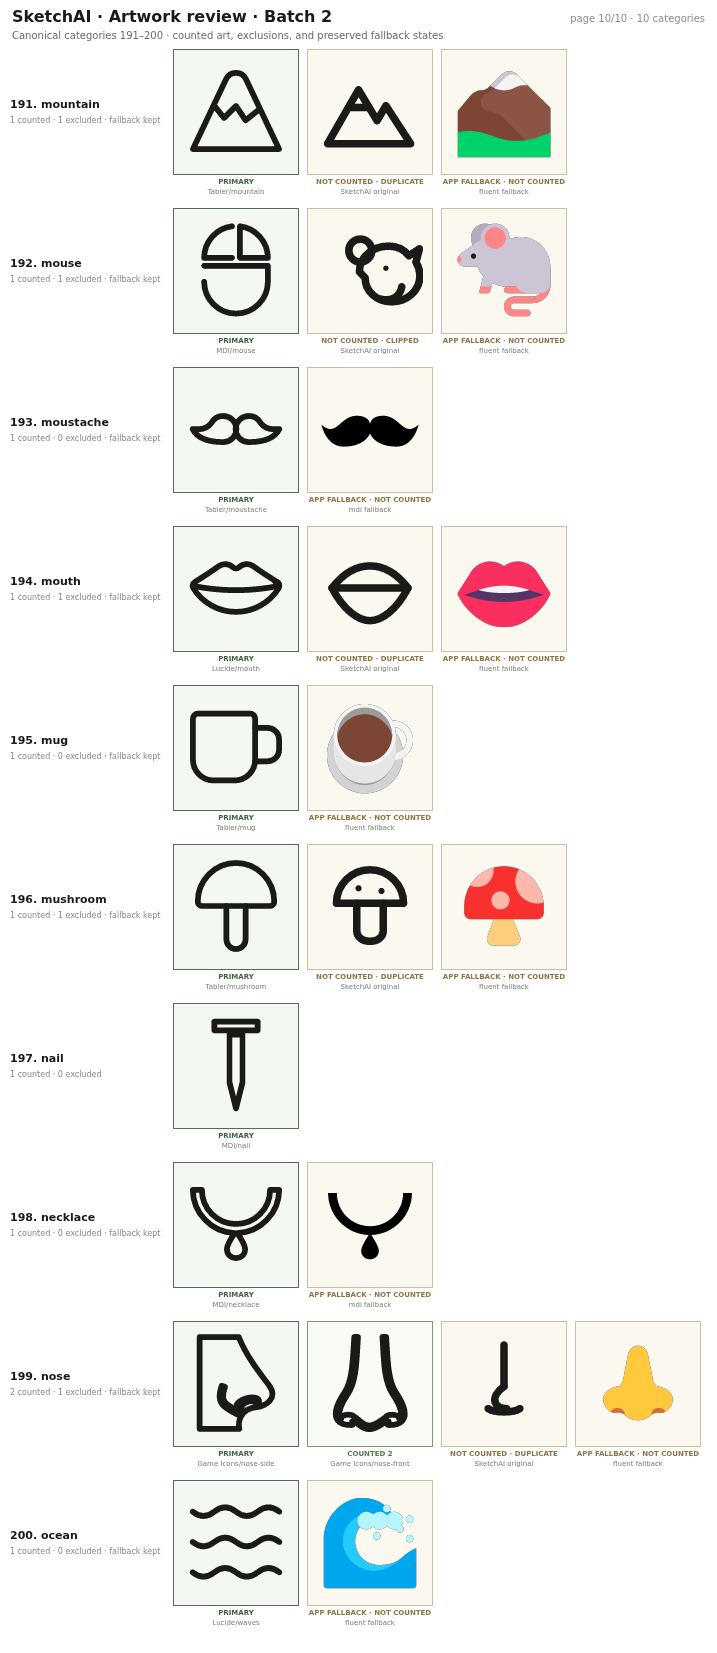 SketchAI · Artwork review · Batch 2
page 10/10 · 10 categories
Canonical categories 191–200 · counted art, exclusions, and preserved fallback states
191. mountain
1 counted · 1 excluded · fallback kept
PRIMARY
Tabler/mountain
NOT COUNTED · DUPLICATE
SketchAI original
APP FALLBACK · NOT COUNTED
fluent fallback
192. mouse
1 counted · 1 excluded · fallback kept
PRIMARY
MDI/mouse
NOT COUNTED · CLIPPED
SketchAI original
APP FALLBACK · NOT COUNTED
fluent fallback
193. moustache
1 counted · 0 excluded · fallback kept
PRIMARY
Tabler/moustache
APP FALLBACK · NOT COUNTED
mdi fallback
194. mouth
1 counted · 1 excluded · fallback kept
PRIMARY
Lucide/mouth
NOT COUNTED · DUPLICATE
SketchAI original
APP FALLBACK · NOT COUNTED
fluent fallback
195. mug
1 counted · 0 excluded · fallback kept
PRIMARY
Tabler/mug
APP FALLBACK · NOT COUNTED
fluent fallback
196. mushroom
1 counted · 1 excluded · fallback kept
PRIMARY
Tabler/mushroom
NOT COUNTED · DUPLICATE
SketchAI original
APP FALLBACK · NOT COUNTED
fluent fallback
197. nail
1 counted · 0 excluded
PRIMARY
MDI/nail
198. necklace
1 counted · 0 excluded · fallback kept
PRIMARY
MDI/necklace
APP FALLBACK · NOT COUNTED
mdi fallback
199. nose
2 counted · 1 excluded · fallback kept
PRIMARY
Game Icons/nose-side
COUNTED 2
Game Icons/nose-front
NOT COUNTED · DUPLICATE
SketchAI original
APP FALLBACK · NOT COUNTED
fluent fallback
200. ocean
1 counted · 0 excluded · fallback kept
PRIMARY
Lucide/waves
APP FALLBACK · NOT COUNTED
fluent fallback